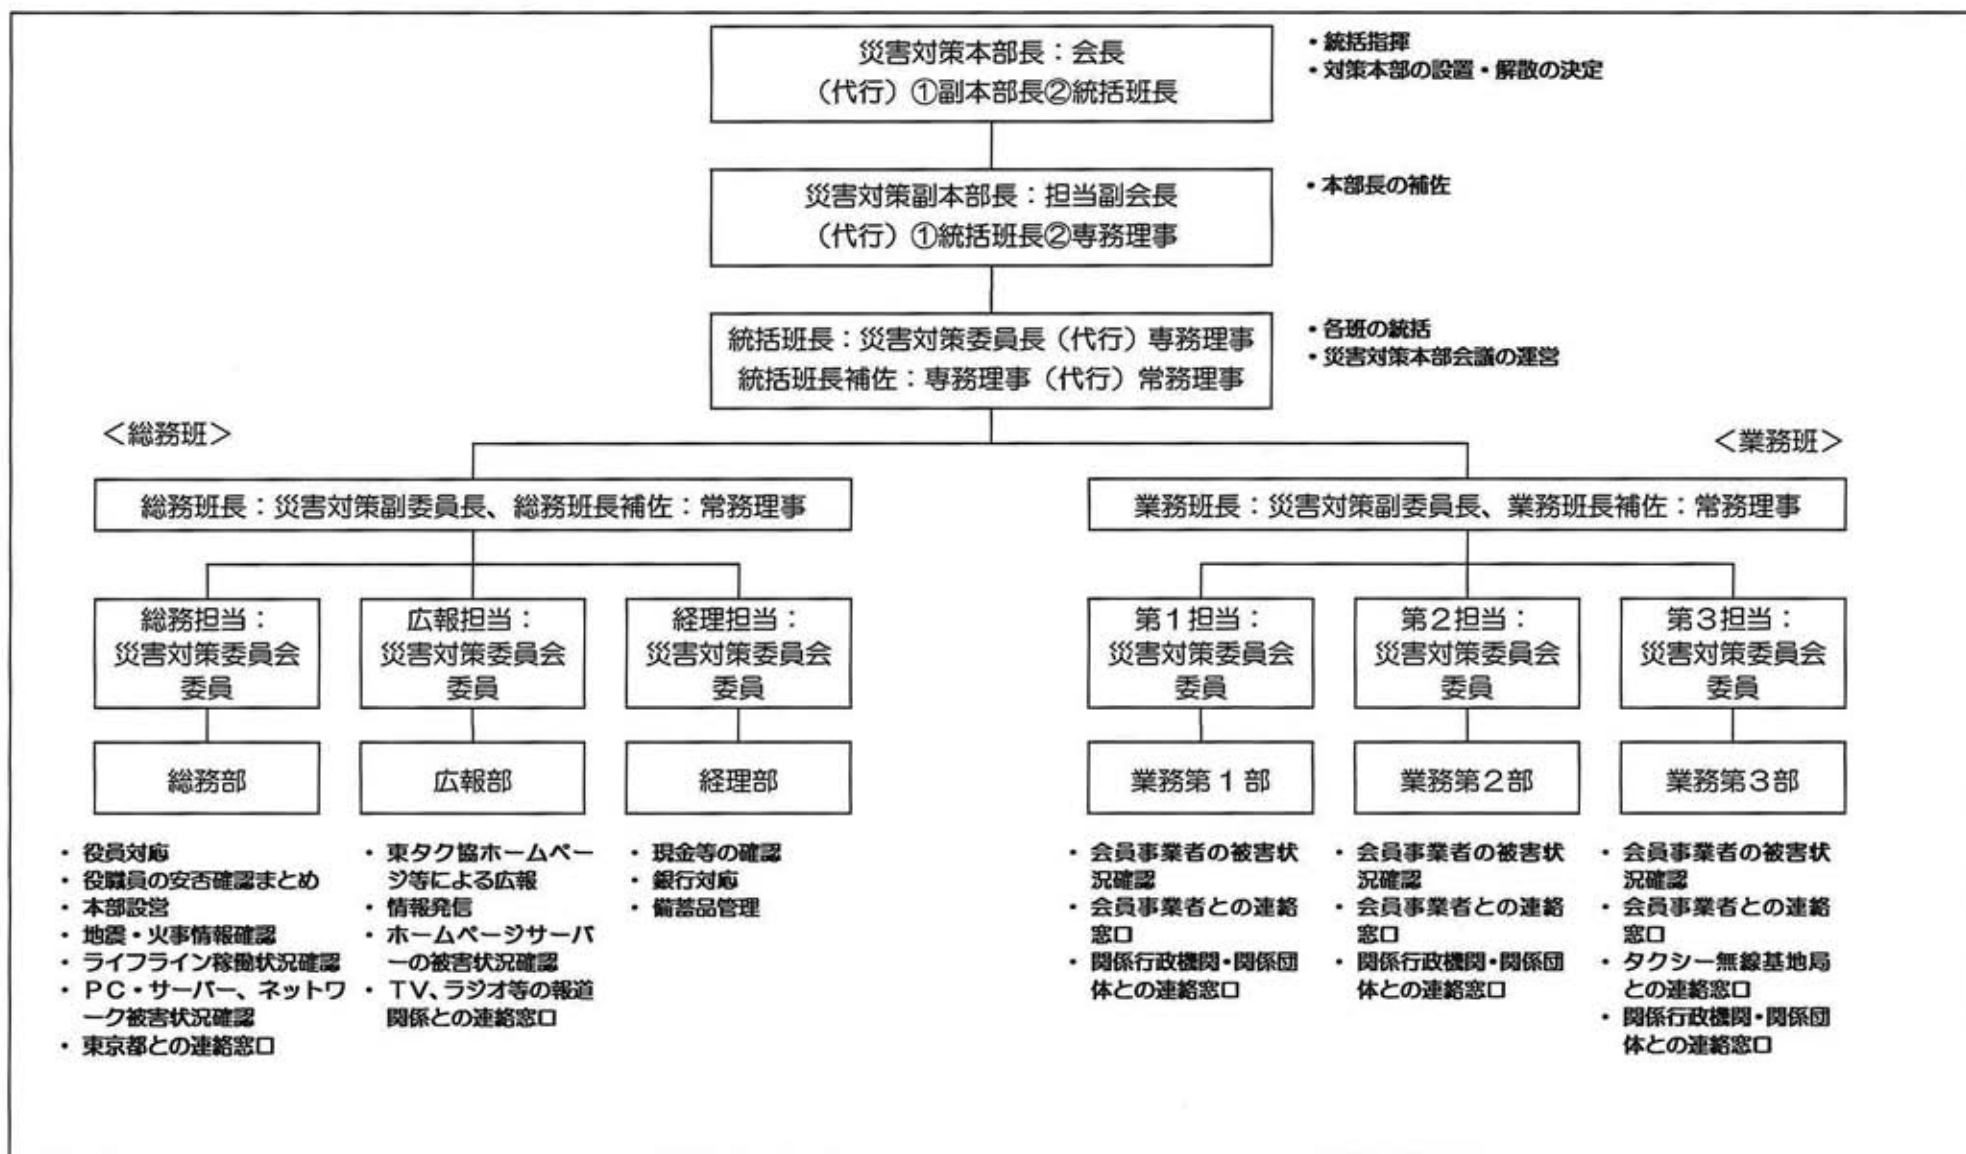 災害対策本部長：会長
（代行）①副本部長②統括班長
・統括指揮
・対策本部の設置・解散の決定
災害対策副本部長：担当副会長
（代行）①統括班長②専務理事
・本部長の補佐
統括班長：災害対策委員長（代行）専務理事
統括班長補佐：専務理事（代行）常務理事
・各班の統括
・災害対策本部会議の運営
＜総務班＞
＜業務班＞
総務班長：災害対策副委員長、総務班長補佐：常務理事
業務班長：災害対策副委員長、業務班長補佐：常務理事
総務担当：
災害対策委員会
委員
広報担当：
災害対策委員会
委員
経理担当：
災害対策委員会
委員
第１担当：
災害対策委員会
委員
第２担当：
災害対策委員会
委員
第３担当：
災害対策委員会
委員
総務部
広報部
経理部
業務第１部
業務第２部
業務第３部
・役員対応
・役職員の安否確認まとめ
・本部設営
・地震・火事情報確認
・ライフライン稼働状況確認
・ＰＣ・サーバー、ネットワ
ーク被害状況確認
・東京都との連絡窓口
・東タク協ホームペー
ジ等による広報
・情報発信
・ホームページサーバ
ーの被害状況確認
・ＴＶ、ラジオ等の報道
関係との連絡窓口
・現金等の確認
・銀行対応
・備蓄品管理
・会員事業者の被害状
況確認
・会員事業者との連絡
窓口
・関係行政機関・関係団
体との連絡窓口
・会員事業者の被害状
況確認
・会員事業者との連絡
窓口
・関係行政機関・関係団
体との連絡窓口
・会員事業者の被害状
況確認
・会員事業者との連絡
窓口
・タクシー無線基地局
との連絡窓口
・関係行政機関・関係団
体との連絡窓口